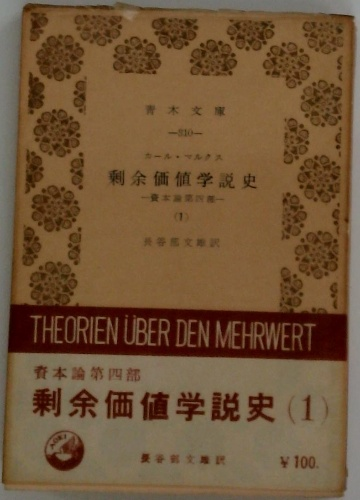 青木文庫
—810—
カール・マルクス
剰余価値学説史
—資本論第四部—
(1)
長谷部文雄訳
THEORIEN ÜBER DEN MEHRWERT
資本論第四部
剰余価値学説史 (1)
AOKI
長谷部文雄訳
¥100.